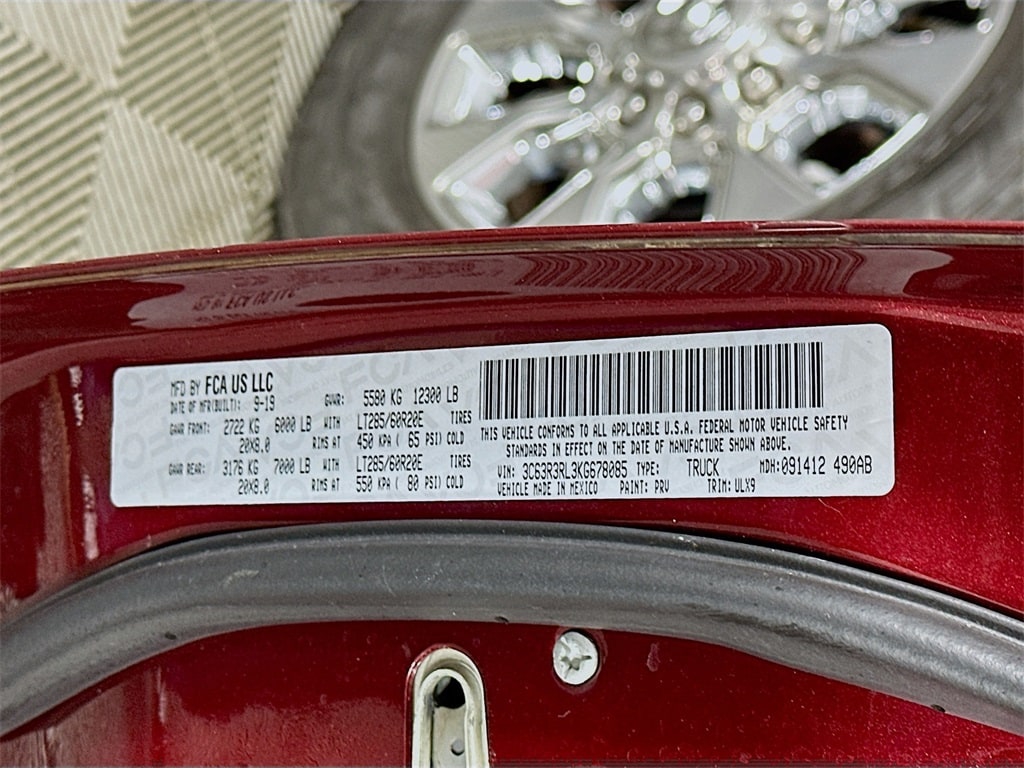 MFD BY FCA US LLC
DATE OF MFR(BUILT): 9-19 GVWR: 5580 KG 12300 LB
GAWR FRONT: 2722 KG 6000 LB WITH LT285/60R20E TIRES
20X8.0 RIMS AT 450 KPA ( 65 PSI) COLD
GAWR REAR: 3176 KG 7000 LB WITH LT285/60R20E TIRES
20X8.0 RIMS AT 550 KPA ( 80 PSI) COLD
THIS VEHICLE CONFORMS TO ALL APPLICABLE U.S.A. FEDERAL MOTOR VEHICLE SAFETY
STANDARDS IN EFFECT ON THE DATE OF MANUFACTURE SHOWN ABOVE.
VIN: 3C63R3RL3KG678085 TYPE: TRUCK MDH: 091412 490AB
VEHICLE MADE IN MEXICO PAINT: PRV TRIM: ULX9